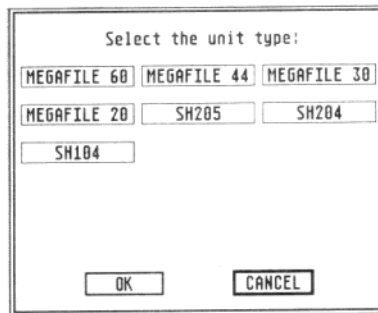 Select the unit type:
MEGAFILE 60 MEGAFILE 44 MEGAFILE 30
MEGAFILE 20 SH205 SH204
SH104
OK CANCEL